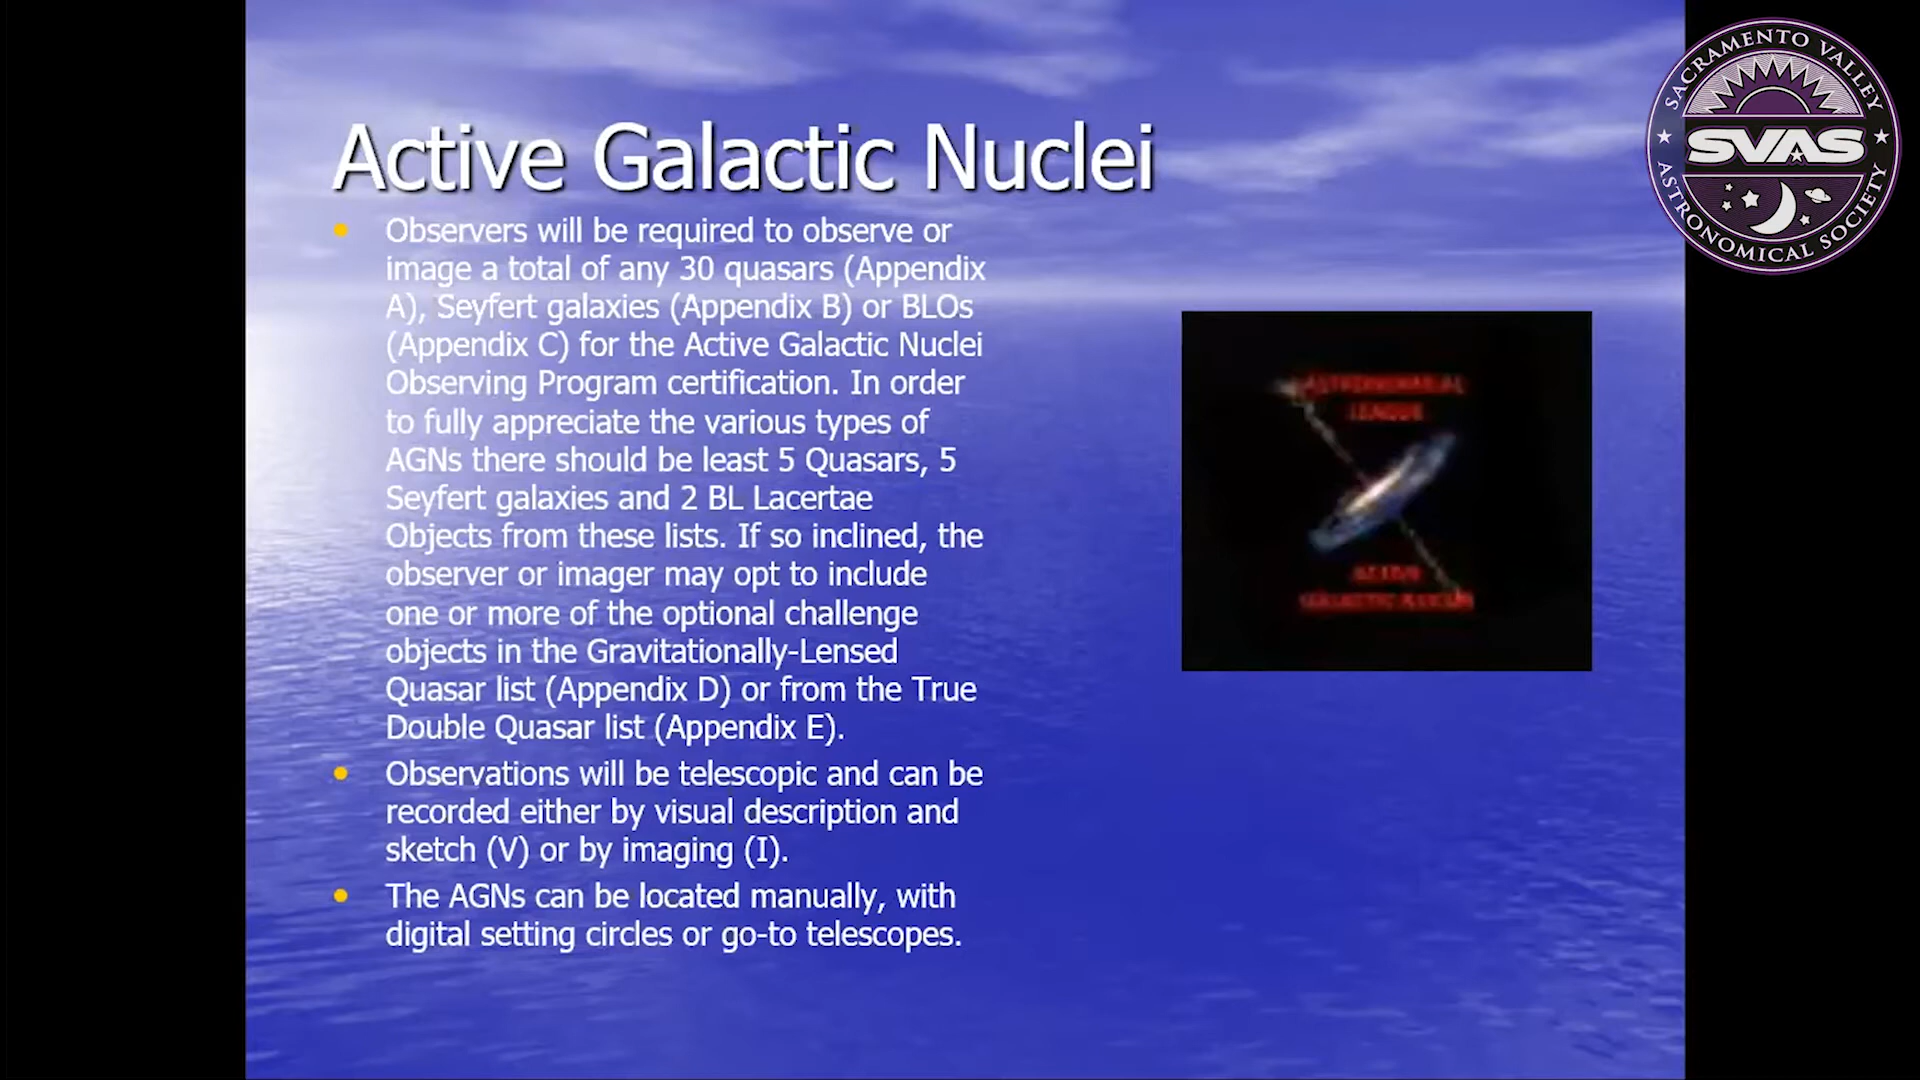 Active Galactic Nuclei
Observers will be required to observe or
image a total of any 30 quasars (Appendix
A), Seyfert galaxies (Appendix B) or BLOs
(Appendix C) for the Active Galactic Nuclei
Observing Program certification. In order
to fully appreciate the various types of
AGNs there should be least 5 Quasars, 5
Seyfert galaxies and 2 BL Lacertae
Objects from these lists. If so inclined, the
observer or imager may opt to include
one or more of the optional challenge
objects in the Gravitationally-Lensed
Quasar list (Appendix D) or from the True
Double Quasar list (Appendix E).
Observations will be telescopic and can be
recorded either by visual description and
sketch (V) or by imaging (I).
The AGNs can be located manually, with
digital setting circles or go-to telescopes.
ASTRONOMICAL
LEAGUE
ACTIVE
GALACTIC NUCLEI
SACRAMENTO VALLEY
SVAS
ASTRONOMICAL SOCIETY